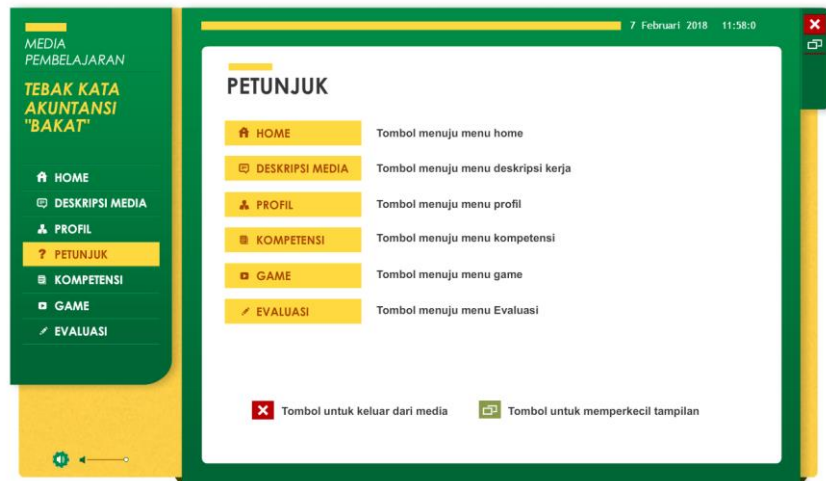 7 Februari 2018 11:58:0
MEDIA
PEMBELAJARAN
TEBAK KATA
AKUNTANSI
"BAKAT"
HOME
DESKRIPSI MEDIA
PROFIL
? PETUNJUK
KOMPETENSI
GAME
EVALUASI
PETUNJUK
HOME Tombol menuju menu home
DESKRIPSI MEDIA Tombol menuju menu deskripsi kerja
PROFIL Tombol menuju menu profil
KOMPETENSI Tombol menuju menu kompetensi
GAME Tombol menuju menu game
EVALUASI Tombol menuju menu Evaluasi
Tombol untuk keluar dari media Tombol untuk memperkecil tampilan